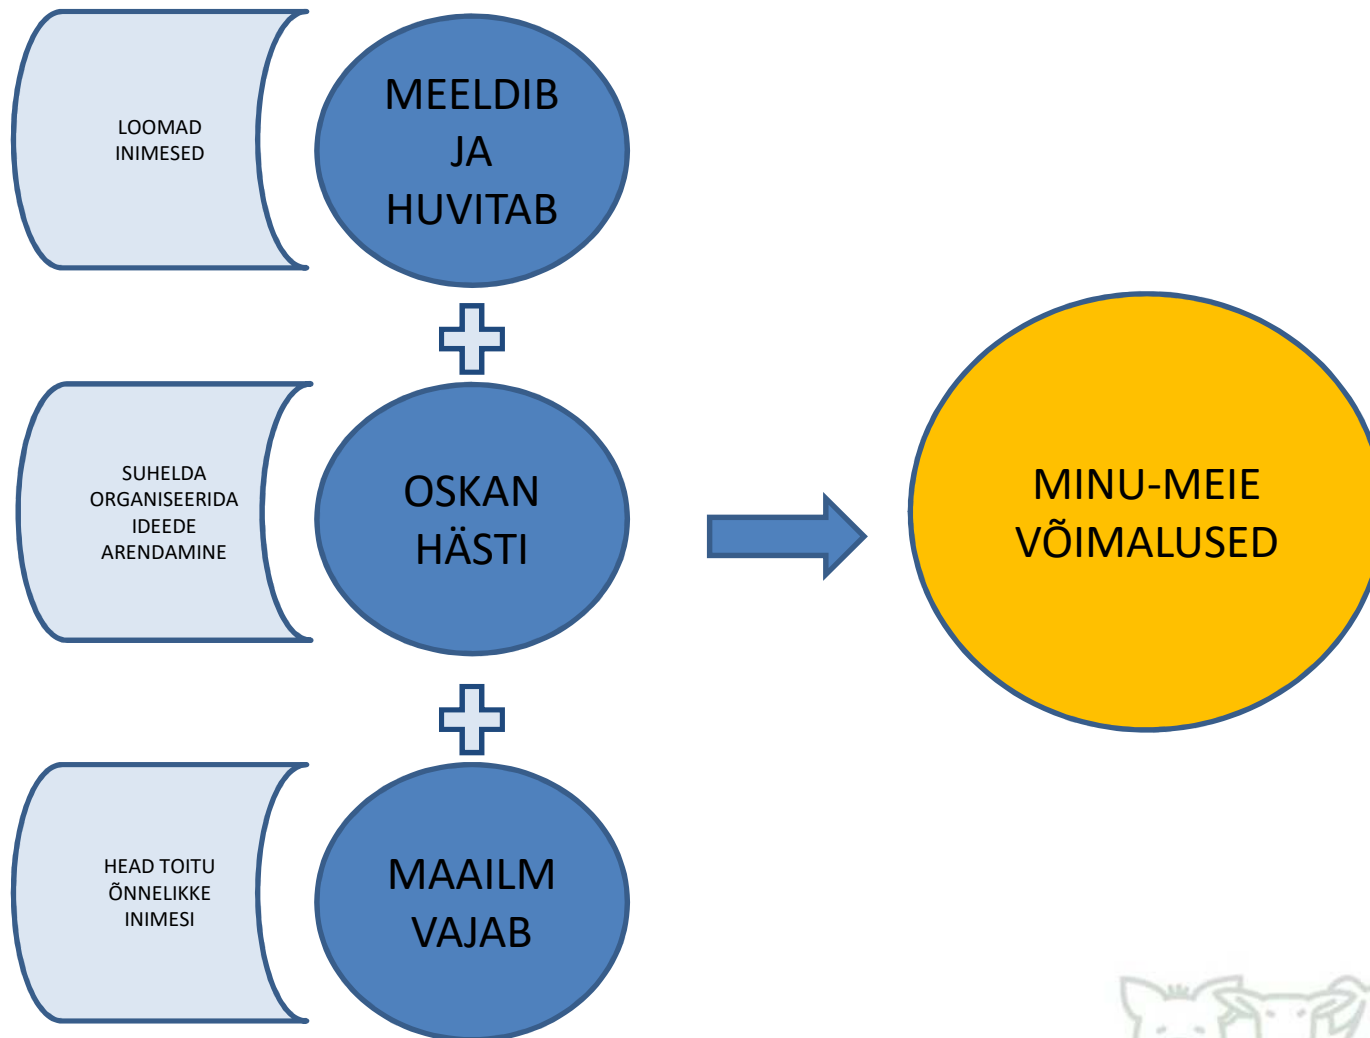 LOOMAD
INIMESED
MEELDIB
JA
HUVITAB
SUHELDA
ORGANISEERIDA
IDEEDE
ARENDAMINE
OSKAN
HÄSTI
MINU-MEIE
VÕIMALUSED
HEAD TOITU
ÕNNELIKKE
INIMESI
MAAILM
VAJAB